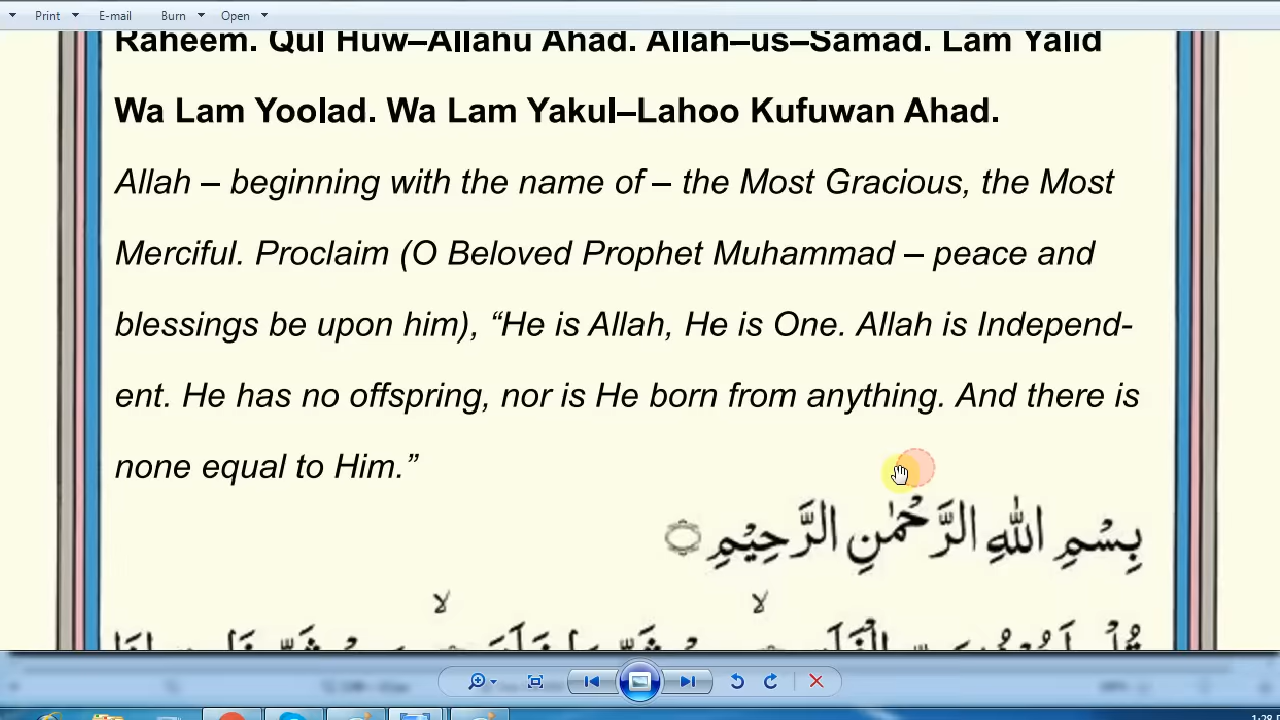 Print E-mail Burn Open
Raheem. Qul Huw–Allahu Ahad. Allah–us–Samad. Lam Yalid
Wa Lam Yoolad. Wa Lam Yakul–Lahoo Kufuwan Ahad.
Allah – beginning with the name of – the Most Gracious, the Most
Merciful. Proclaim (O Beloved Prophet Muhammad – peace and
blessings be upon him), “He is Allah, He is One. Allah is Independ-
ent. He has no offspring, nor is He born from anything. And there is
none equal to Him.”
بِسْمِ اللّٰهِ الرَّحْمٰنِ الرَّحِيْمِ
لا لا